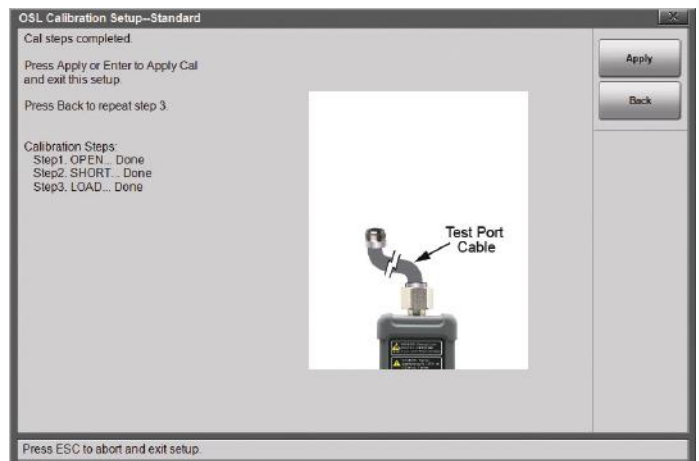 OSL Calibration Setup--Standard
Cal steps completed.
Press Apply or Enter to Apply Cal
and exit this setup.
Press Back to repeat step 3.
Calibration Steps:
Step1. OPEN... Done
Step2. SHORT... Done
Step3. LOAD... Done
Test Port
Cable
Apply
Back
Press ESC to abort and exit setup.